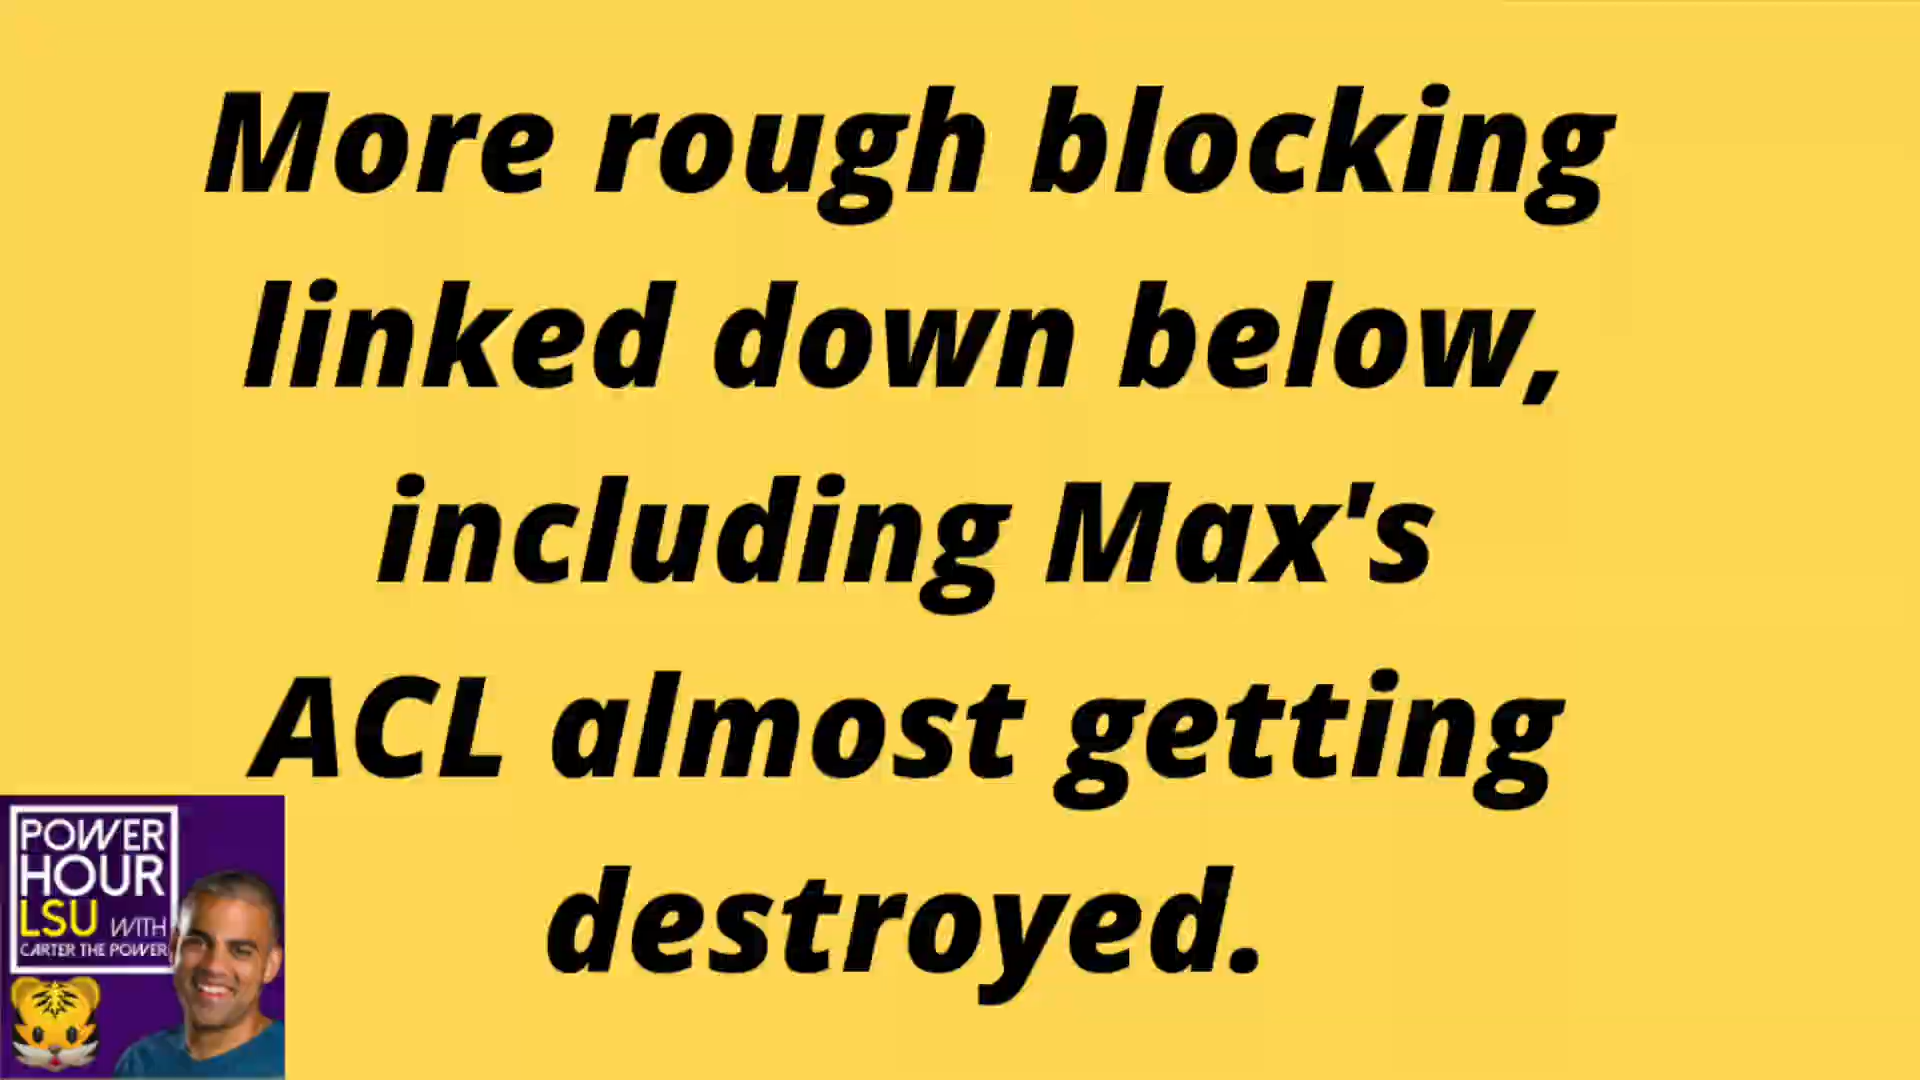 More rough blocking
linked down below,
including Max's
ACL almost getting
destroyed.
POWER
HOUR
LSU WITH
CARTER THE POWER